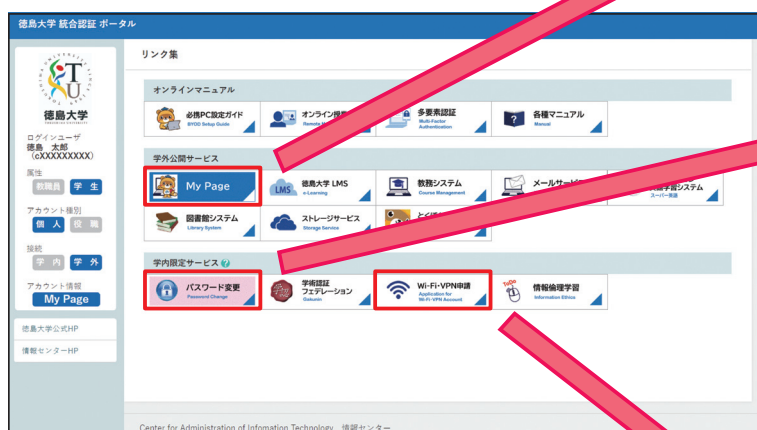 徳島大学 統合認証 ポータル
リンク集
徳島大学
ログインユーザ
徳島 太郎
(cXXXXXXXXX)
属性
教職員 学 生
アカウント種別
個 人 役 職
接続
学 内 学 外
アカウント情報
My Page
徳島大学公式HP
情報センターHP
オンラインマニュアル
必携PC設定ガイド
BYOD Setup Guide
オンライン授
多要素認証
Multi-Factor
Authentication
各種マニュアル
Manual
学外公開サービス
My Page
LMS
徳島大学 LMS
e-Learning
教務システム
Course Management
メールサー
学習システム
スーパー英語
図書館システム
Library System
ストレージサービス
Storage Service
学内限定サービス
パスワード変更
Password Change
学術認証
フェデレーション
Gakunin
Wi-Fi・VPN申請
Application for
Wi-Fi・VPN Account
情報倫理学習
Information Ethics
Center for Administration of Infomation Technology 情報センター